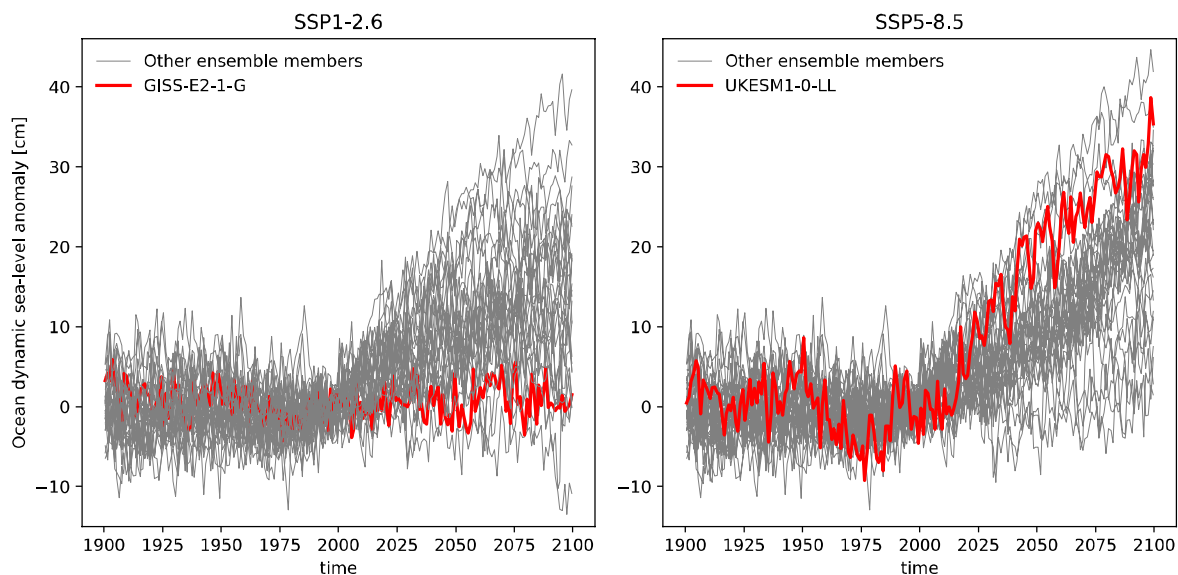 SSP1-2.6
Other ensemble members
GISS-E2-1-G
Ocean dynamic sea-level anomaly [cm]
40
30
20
10
0
−10
1900 1925 1950 1975 2000 2025 2050 2075 2100
time
SSP5-8.5
Other ensemble members
UKESM1-0-LL
40
30
20
10
0
−10
1900 1925 1950 1975 2000 2025 2050 2075 2100
time